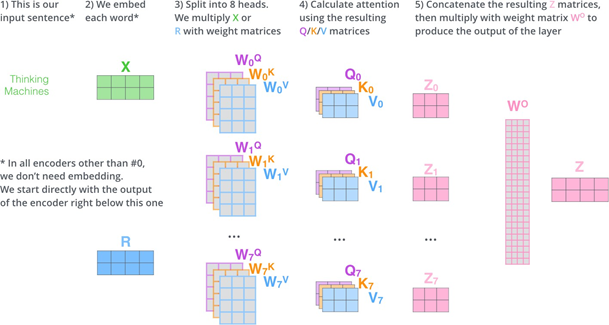 1) This is our
input sentence*
2) We embed
each word*
3) Split into 8 heads.
We multiply X or
R with weight matrices
4) Calculate attention
using the resulting
Q/K/V matrices
5) Concatenate the resulting Z matrices,
then multiply with weight matrix Wᴼ to
produce the output of the layer
Thinking
Machines
X
W₀Q
W₀K
W₀V
Q₀
K₀
V₀
Z₀
Wᴼ
* In all encoders other than #0,
we don't need embedding.
We start directly with the output
of the encoder right below this one
W₁Q
W₁K
W₁V
Q₁
K₁
V₁
Z₁
Z
R
...
...
...
W₇Q
W₇K
W₇V
Q₇
K₇
V₇
Z₇